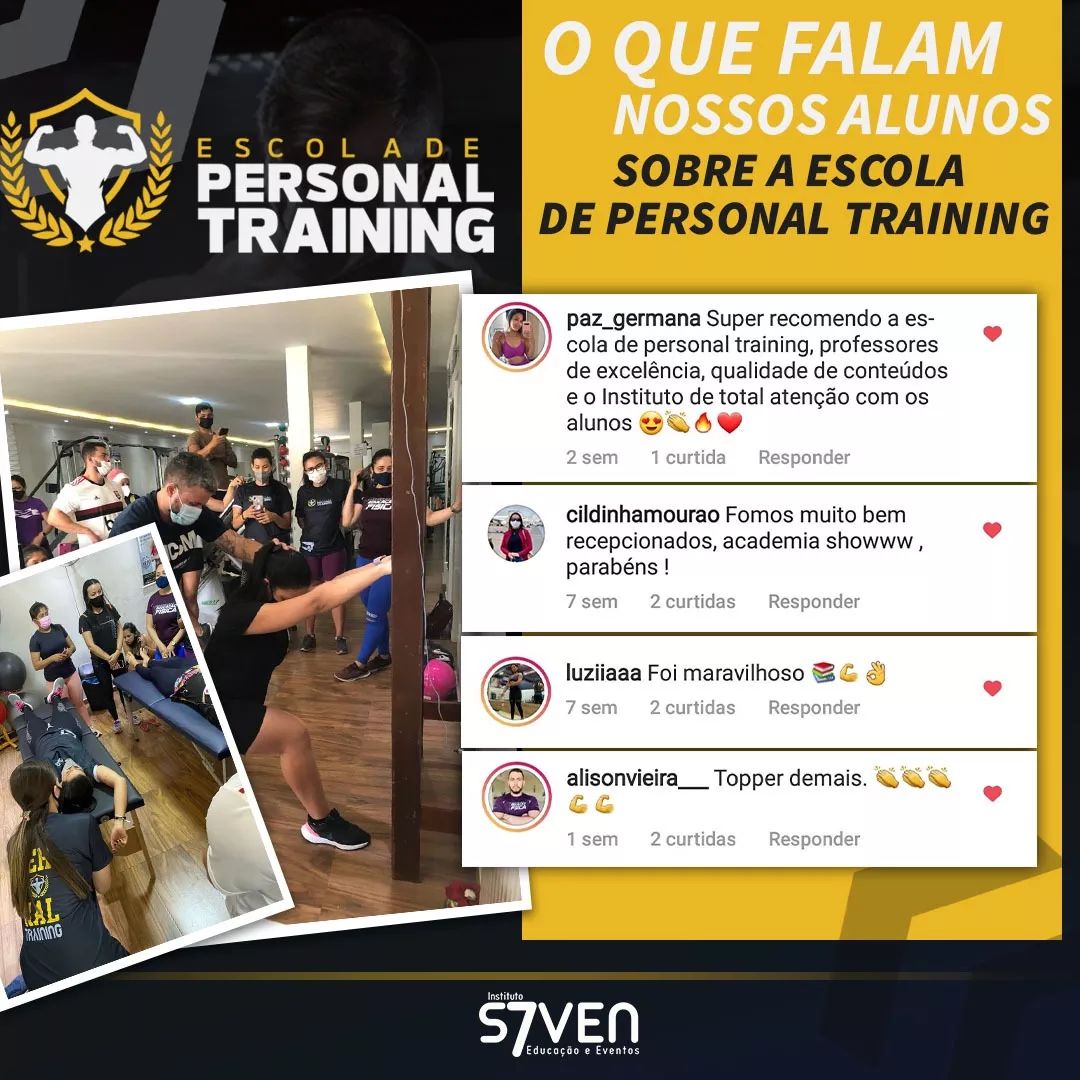 ESCOLA DE
PERSONAL
TRAINING
O QUE FALAM
NOSSOS ALUNOS
SOBRE A ESCOLA
DE PERSONAL TRAINING
paz_germana Super recomendo a es-
cola de personal training, professores
de excelência, qualidade de conteúdos
e o Instituto de total atenção com os
alunos 😍👏🔥❤️
2 sem 1 curtida Responder
cildinhamourao Fomos muito bem
recepcionados, academia showww ,
parabéns !
7 sem 2 curtidas Responder
luziiaaa Foi maravilhoso 📚💪👌
7 sem 2 curtidas Responder
alisonvieira___ Topper demais. 👏👏👏
💪💪
1 sem 2 curtidas Responder
FÍSICA
FÍSICA
TRAINING
Instituto
S7VEN
Educação e Eventos